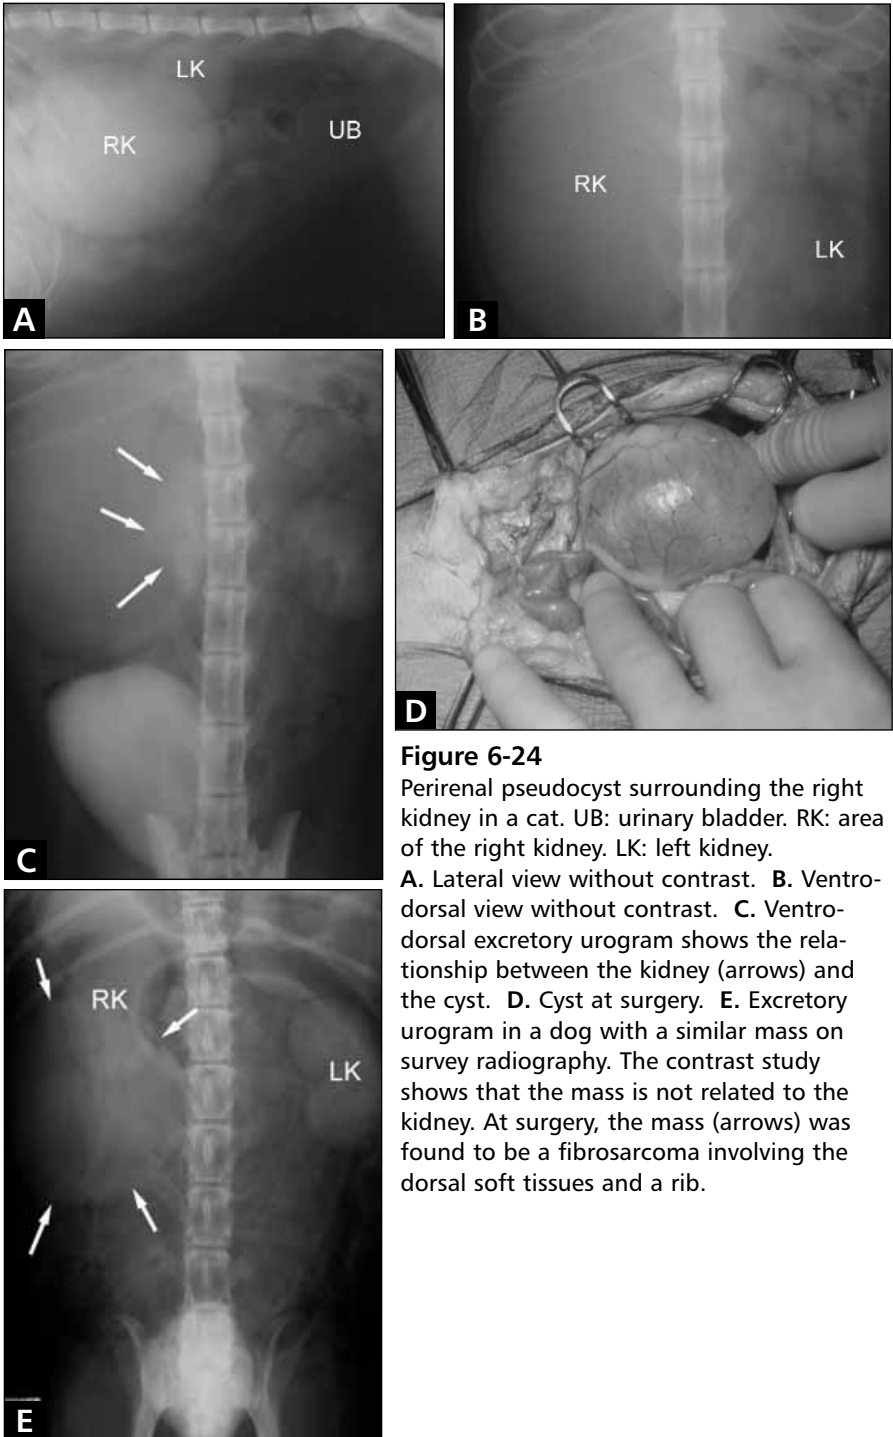 LK
RK
UB
A
RK
LK
B
C
D
Figure 6-24
Perirenal pseudocyst surrounding the right
kidney in a cat. UB: urinary bladder. RK: area
of the right kidney. LK: left kidney.
A. Lateral view without contrast. B. Ventro-
dorsal view without contrast. C. Ventro-
dorsal excretory urogram shows the rela-
tionship between the kidney (arrows) and
the cyst. D. Cyst at surgery. E. Excretory
urogram in a dog with a similar mass on
survey radiography. The contrast study
shows that the mass is not related to the
kidney. At surgery, the mass (arrows) was
found to be a fibrosarcoma involving the
dorsal soft tissues and a rib.
RK
LK
E